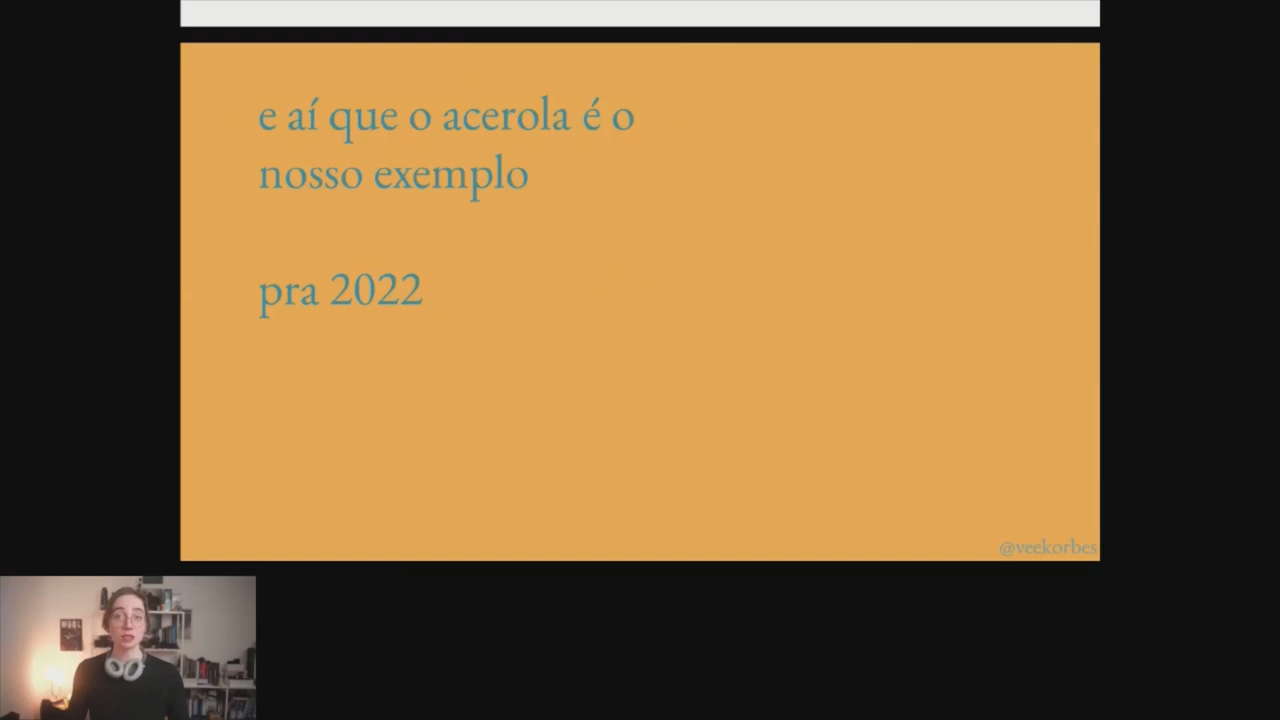 e aí que o acerola é o
nosso exemplo
pra 2022
@veekorbes